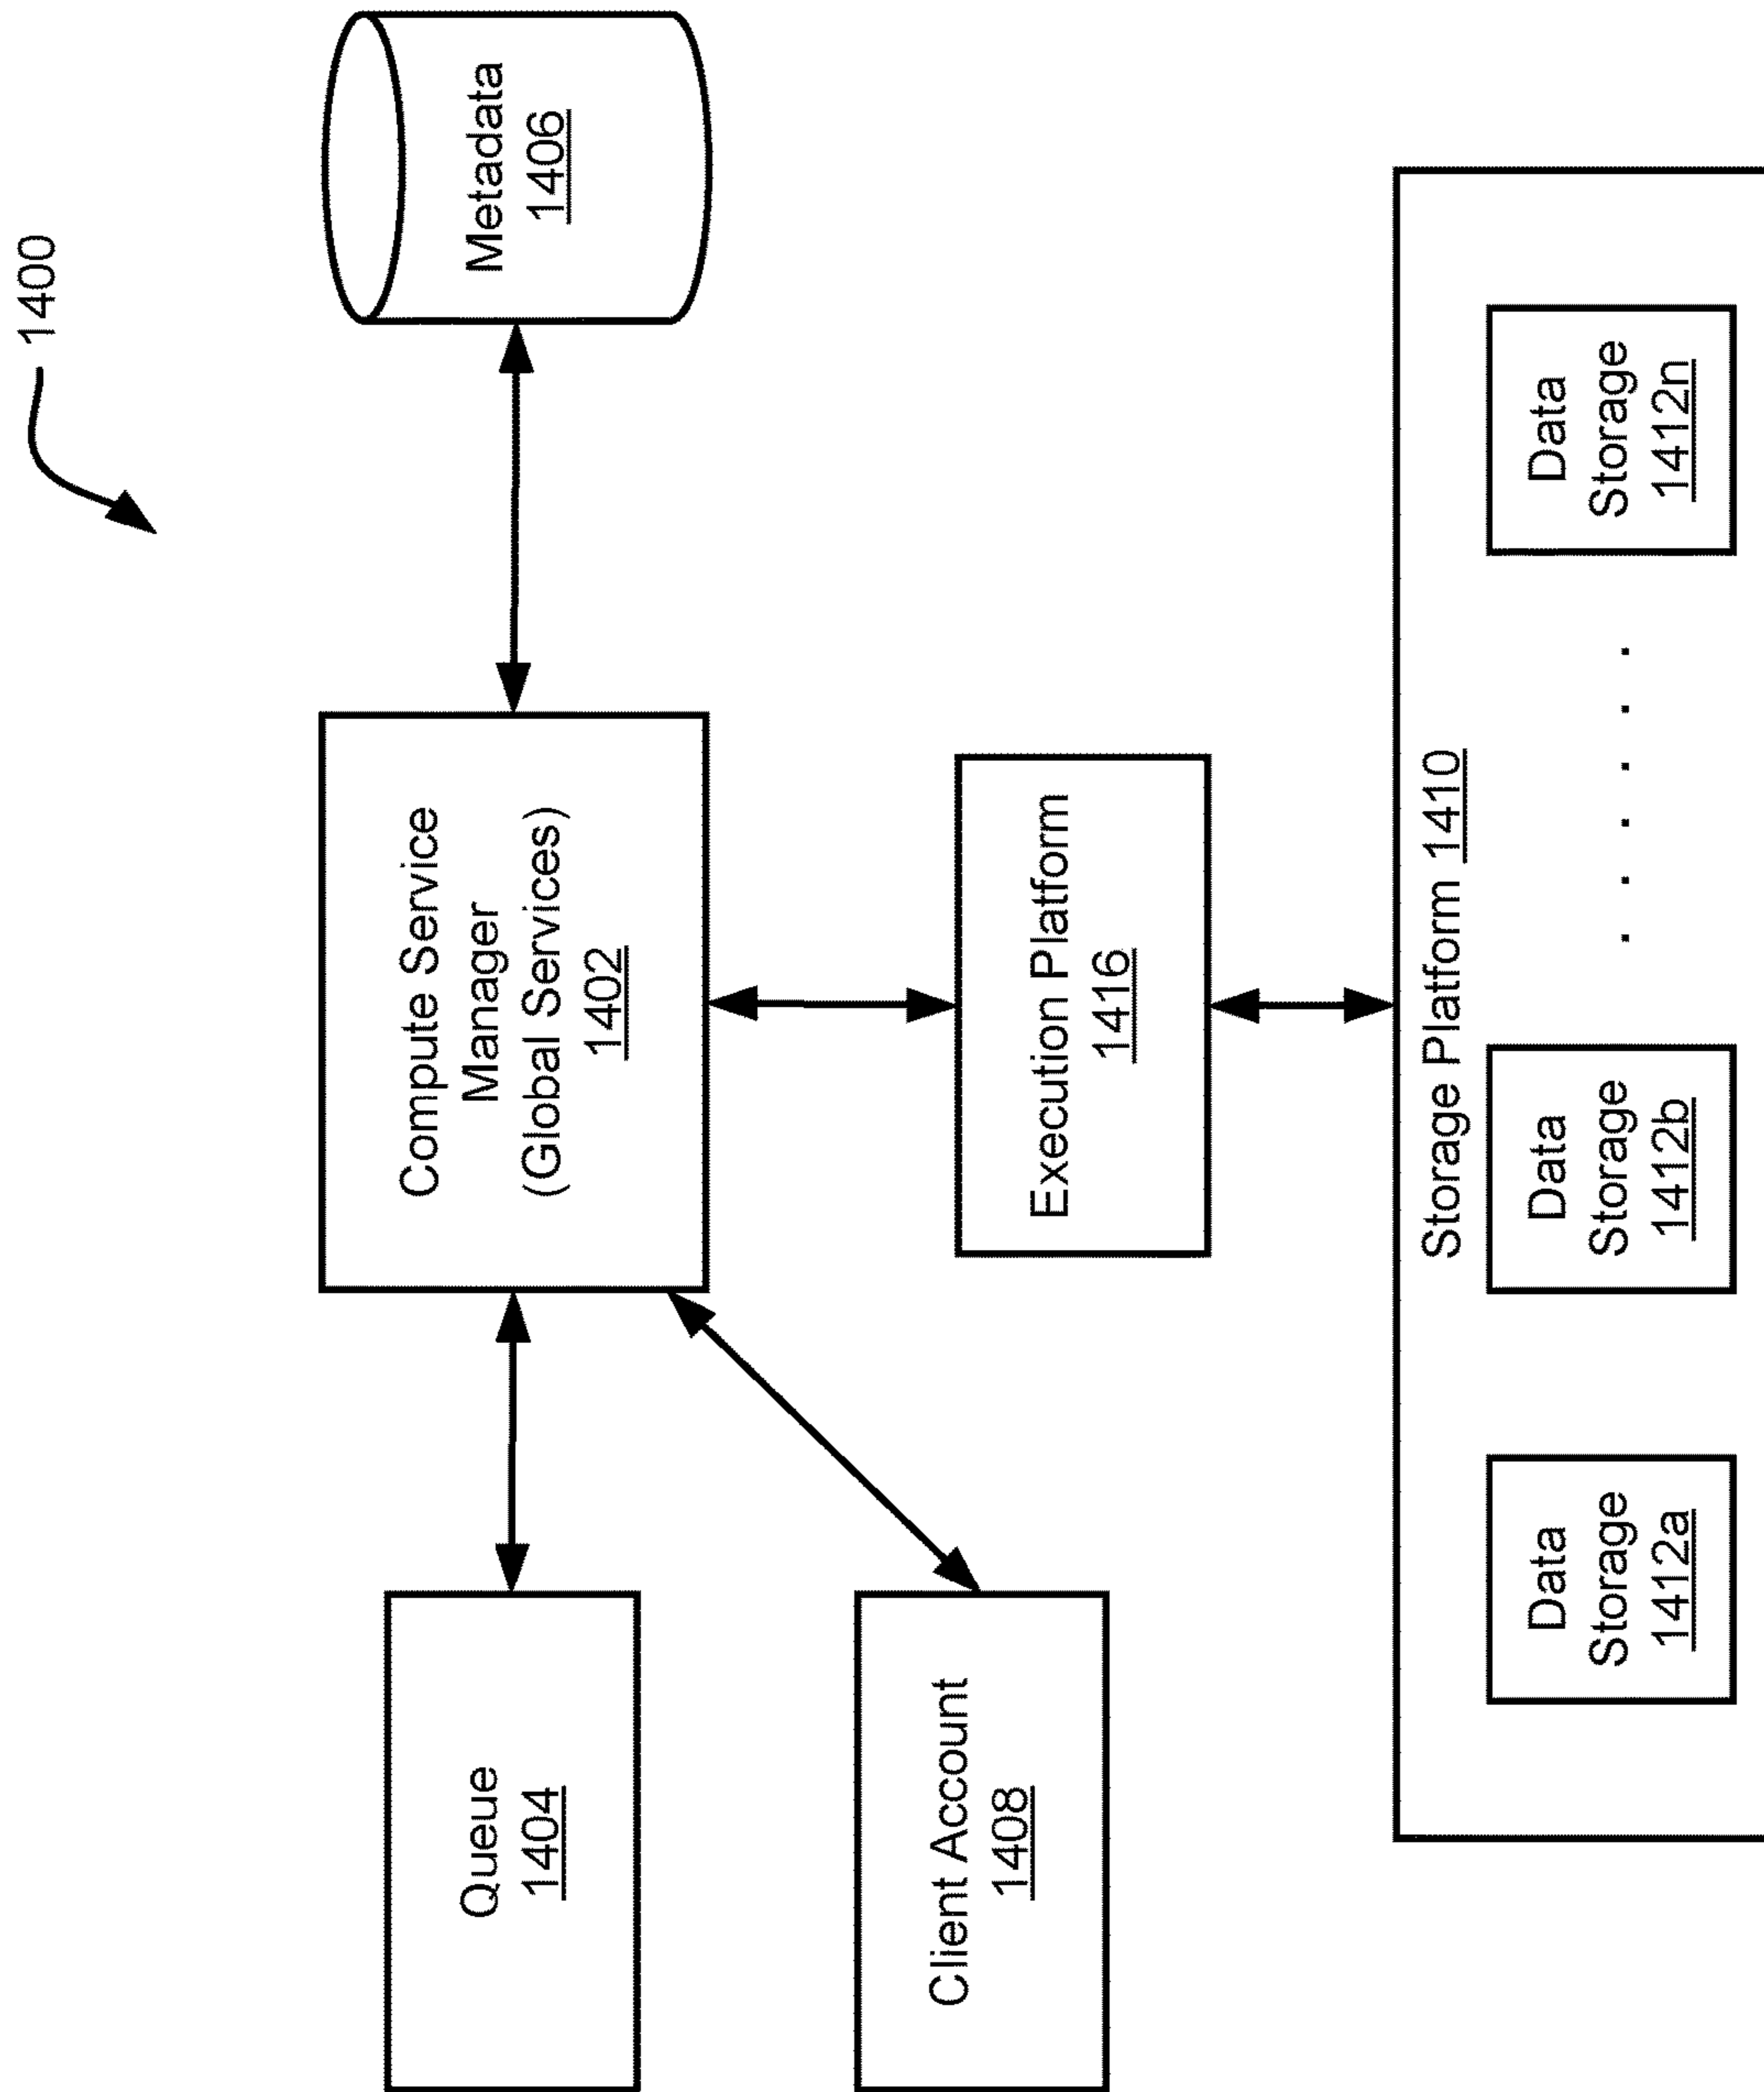 1400
Queue
1404
Compute Service
Manager
(Global Services)
1402
Metadata
1406
Client Account
1408
Execution Platform
1416
Storage Platform 1410
Data
Storage
1412a
Data
Storage
1412b
. . . . . .
Data
Storage
1412n